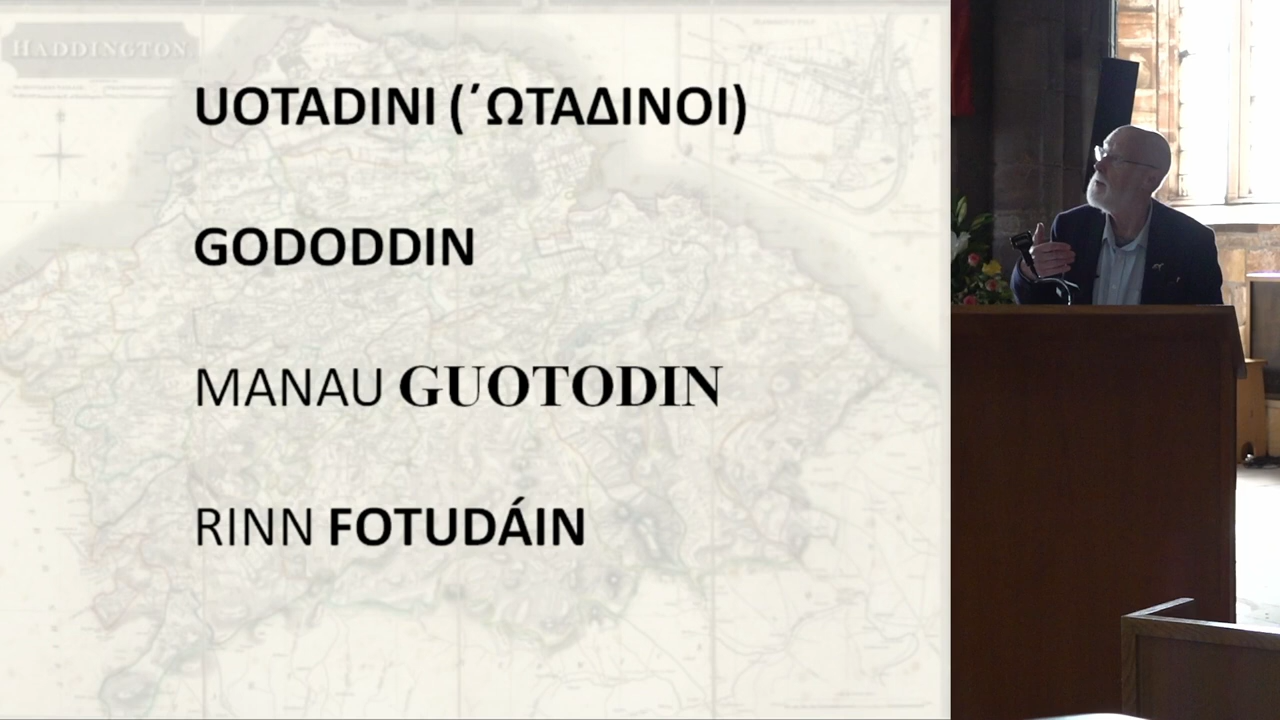 HADDINGTON
UOTADINI (΄ΩΤΑΔΙΝΟΙ)
GODODDIN
MANAU GUOTODIN
RINN FOTUDÁIN